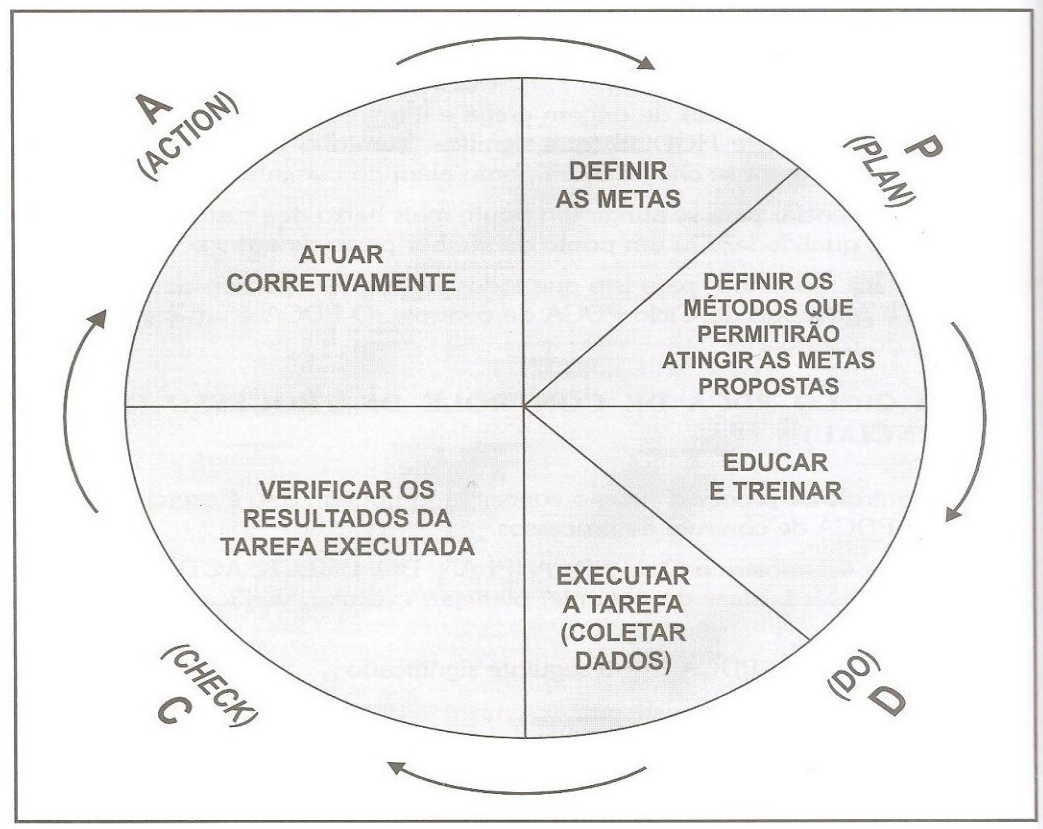 A
(ACTION)
P
(PLAN)
DEFINIR
AS METAS
ATUAR
CORRETIVAMENTE
DEFINIR OS
MÉTODOS QUE
PERMITIRÃO
ATINGIR AS METAS
PROPOSTAS
EDUCAR
E TREINAR
VERIFICAR OS
RESULTADOS DA
TAREFA EXECUTADA
EXECUTAR
A TAREFA
(COLETAR
DADOS)
(CHECK)
C
(DO)
D